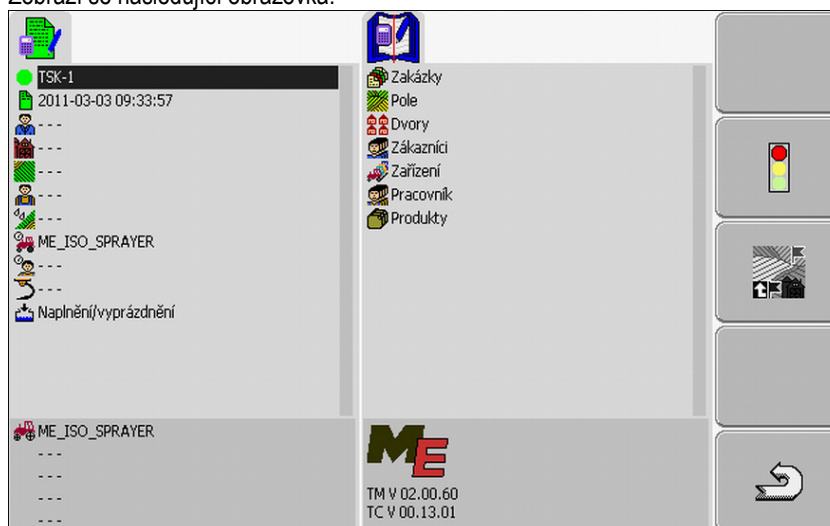 Zobrazí se následující obrazovka:
TSK-1
2011-03-03 09:33:57
- - -
- - -
- - -
- - -
- - -
ME_ISO_SPRAYER
- - -
- - -
Naplnění/vyprázdnění
ME_ISO_SPRAYER
- - -
- - -
- - -
- - -
Zakázky
Pole
Dvory
Zákazníci
Zařízení
Pracovník
Produkty
ME
TM V 02.00.60
TC V 00.13.01